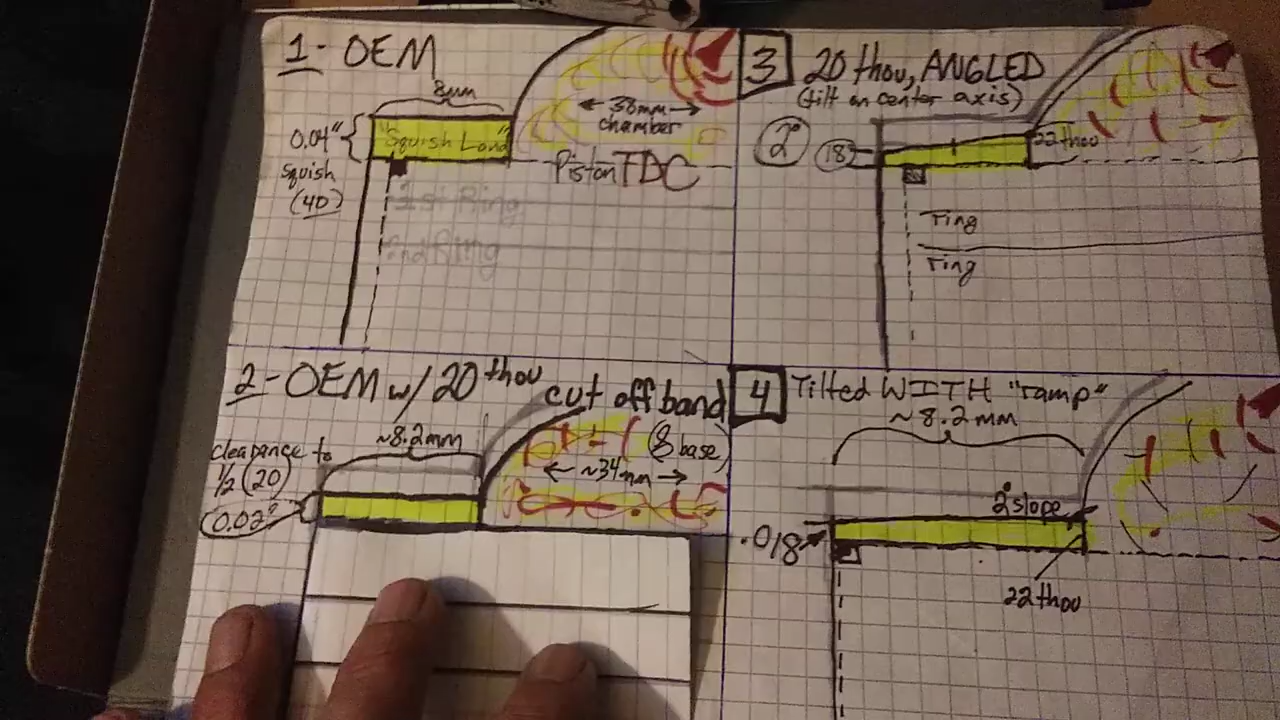 1 - OEM
8mm
0.04"
squish
(40)
"Squish Land"
← 38mm →
chamber
Piston TDC
1st Ring
2nd Ring
3 20 thou, ANGLED
(tilt on center axis)
2°
18
22 thou
ring
ring
2 - OEM w/ 20 thou
cut off band
(& base)
clearance to
1/2 (20)
0.02"
~8.2mm
← ~34mm →
4 Tilted WITH "ramp"
~8.2mm
2° slope
.018
22 thou